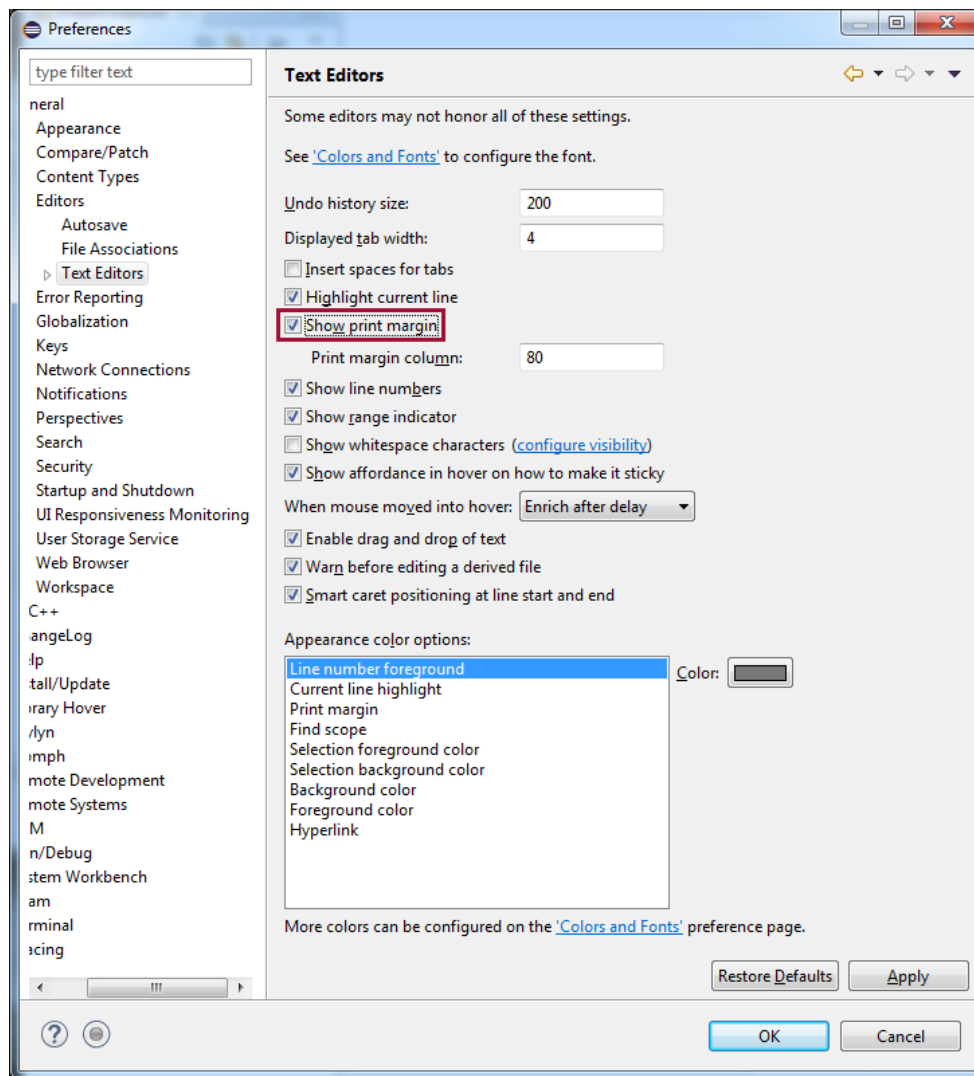 Preferences
type filter text
neral
Appearance
Compare/Patch
Content Types
Editors
Autosave
File Associations
Text Editors
Error Reporting
Globalization
Keys
Network Connections
Notifications
Perspectives
Search
Security
Startup and Shutdown
UI Responsiveness Monitoring
User Storage Service
Web Browser
Workspace
C++
angeLog
lp
tall/Update
rary Hover
ylyn
omph
mote Development
mote Systems
M
n/Debug
stem Workbench
am
rminal
acing
Text Editors
Some editors may not honor all of these settings.
See 'Colors and Fonts' to configure the font.
Undo history size: 200
Displayed tab width: 4
Insert spaces for tabs
Highlight current line
Show print margin
Print margin column: 80
Show line numbers
Show range indicator
Show whitespace characters (configure visibility)
Show affordance in hover on how to make it sticky
When mouse moved into hover: Enrich after delay
Enable drag and drop of text
Warn before editing a derived file
Smart caret positioning at line start and end
Appearance color options:
Line number foreground
Current line highlight
Print margin
Find scope
Selection foreground color
Selection background color
Background color
Foreground color
Hyperlink
Color:
More colors can be configured on the 'Colors and Fonts' preference page.
Restore Defaults
Apply
OK
Cancel